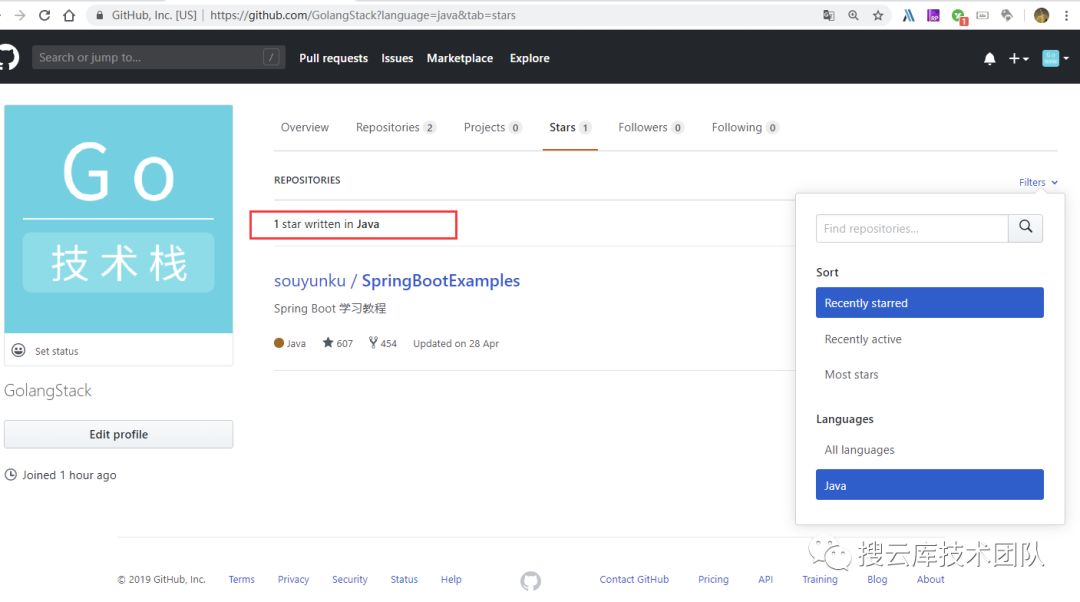 GitHub, Inc. [US] | https://github.com/GolangStack?language=java&tab=stars
Search or jump to... /
Pull requests Issues Marketplace Explore
Go
技术栈
Set status
GolangStack
Edit profile
Joined 1 hour ago
Overview Repositories 2 Projects 0 Stars 1 Followers 0 Following 0
REPOSITORIES
Filters
1 star written in Java
souyunku / SpringBootExamples
Spring Boot 学习教程
Java 607 454 Updated on 28 Apr
Find repositories...
Sort
Recently starred
Recently active
Most stars
Languages
All languages
Java
搜云库技术团队
© 2019 GitHub, Inc. Terms Privacy Security Status Help Contact GitHub Pricing API Training Blog About